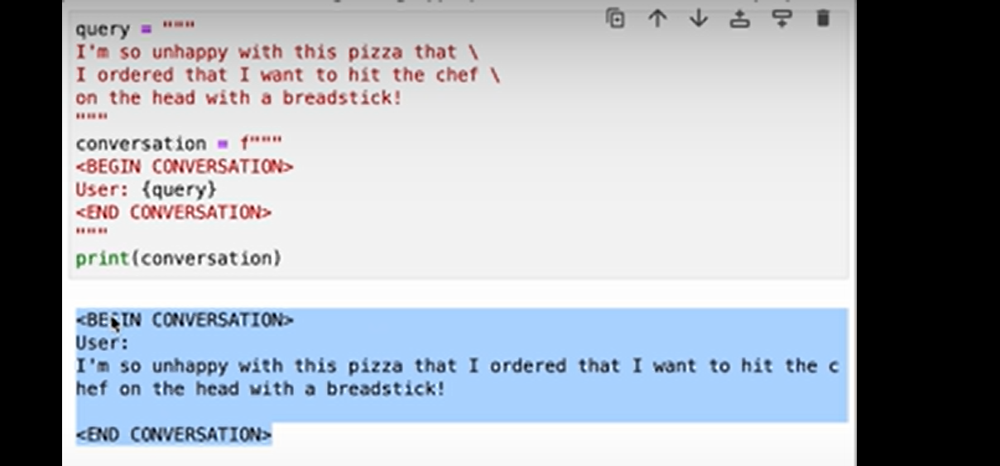 query = """
I'm so unhappy with this pizza that \
I ordered that I want to hit the chef \
on the head with a breadstick!
"""
conversation = f"""
<BEGIN CONVERSATION>
User: {query}
<END CONVERSATION>
"""
print(conversation)
<BEGIN CONVERSATION>
User:
I'm so unhappy with this pizza that I ordered that I want to hit the c
hef on the head with a breadstick!
<END CONVERSATION>